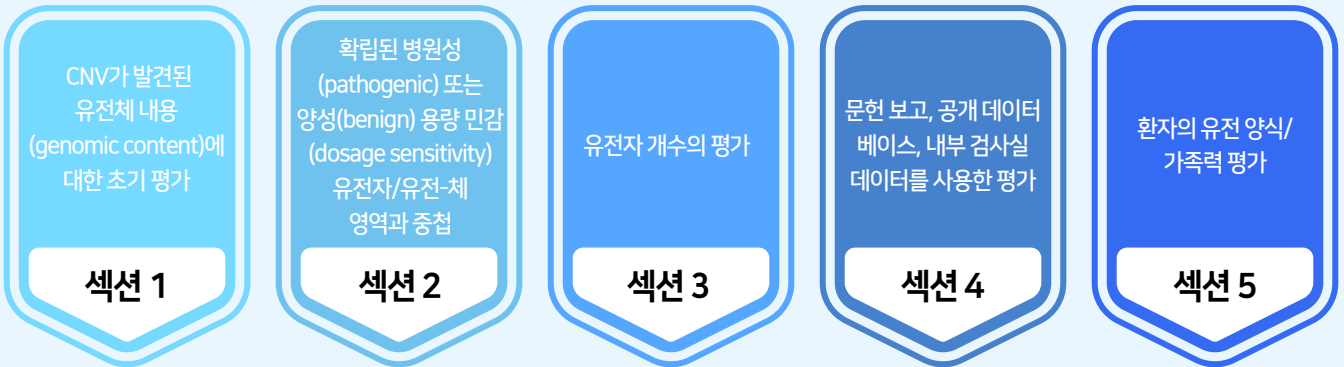 CNV가 발견된
유전체 내용
(genomic content)에
대한 초기 평가
섹션 1
확립된 병원성
(pathogenic) 또는
양성(benign) 용량 민감
(dosage sensitivity)
유전자/유전-체
영역과 중첩
섹션 2
유전자 개수의 평가
섹션 3
문헌 보고, 공개 데이터
베이스, 내부 검사실
데이터를 사용한 평가
섹션 4
환자의 유전 양식/
가족력 평가
섹션 5